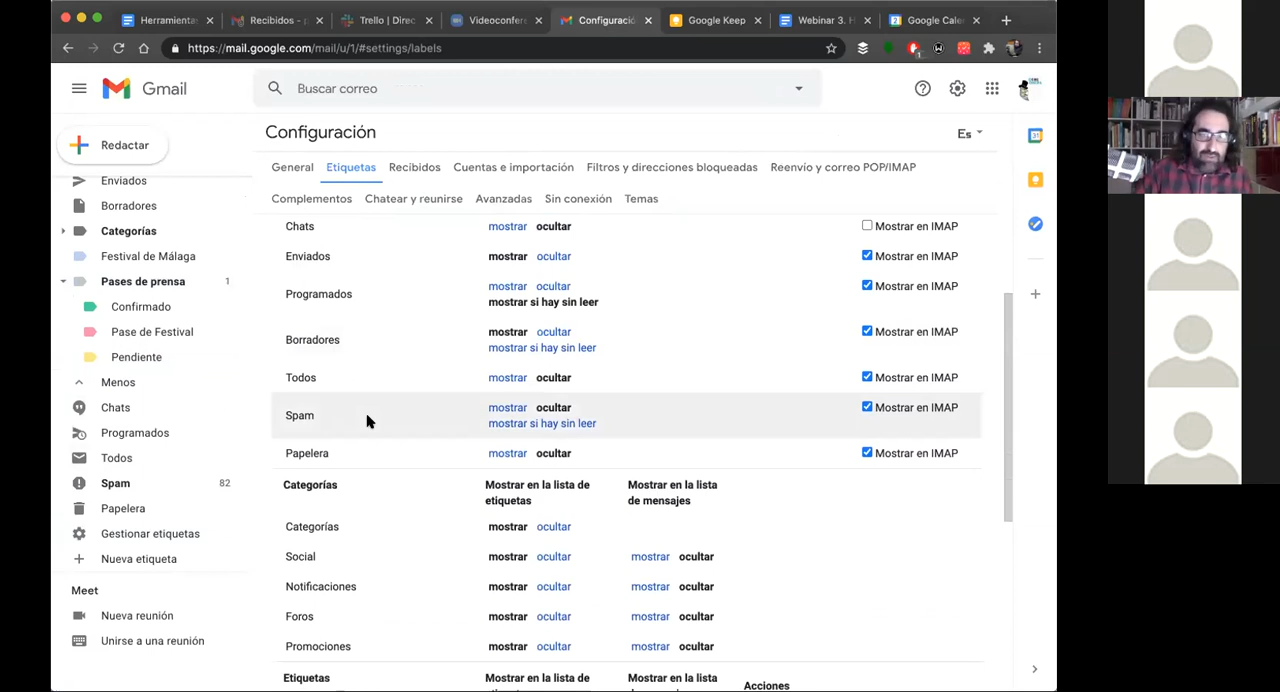 Herramientas
Recibidos - p
Trello | Direc
Videoconfere
Configuració
Google Keep
Webinar 3. H
Google Calen
https://mail.google.com/mail/u/1/#settings/labels
1
Gmail
Buscar correo
Redactar
Configuración
Es
General
Etiquetas
Recibidos
Cuentas e importación
Filtros y direcciones bloqueadas
Reenvío y correo POP/IMAP
Complementos
Chatear y reunirse
Avanzadas
Sin conexión
Temas
Enviados
Borradores
Categorías
Festival de Málaga
Pases de prensa 1
Confirmado
Pase de Festival
Pendiente
Menos
Chats
Programados
Todos
Spam 82
Papelera
Gestionar etiquetas
Nueva etiqueta
Meet
Nueva reunión
Unirse a una reunión
Chats mostrar ocultar Mostrar en IMAP
Enviados mostrar ocultar Mostrar en IMAP
Programados mostrar ocultar Mostrar en IMAP
mostrar si hay sin leer
Borradores mostrar ocultar Mostrar en IMAP
mostrar si hay sin leer
Todos mostrar ocultar Mostrar en IMAP
Spam mostrar ocultar Mostrar en IMAP
mostrar si hay sin leer
Papelera mostrar ocultar Mostrar en IMAP
Categorías Mostrar en la lista de etiquetas Mostrar en la lista de mensajes
Categorías mostrar ocultar
Social mostrar ocultar mostrar ocultar
Notificaciones mostrar ocultar mostrar ocultar
Foros mostrar ocultar mostrar ocultar
Promociones mostrar ocultar mostrar ocultar
Etiquetas Mostrar en la lista de Mostrar en la lista Acciones